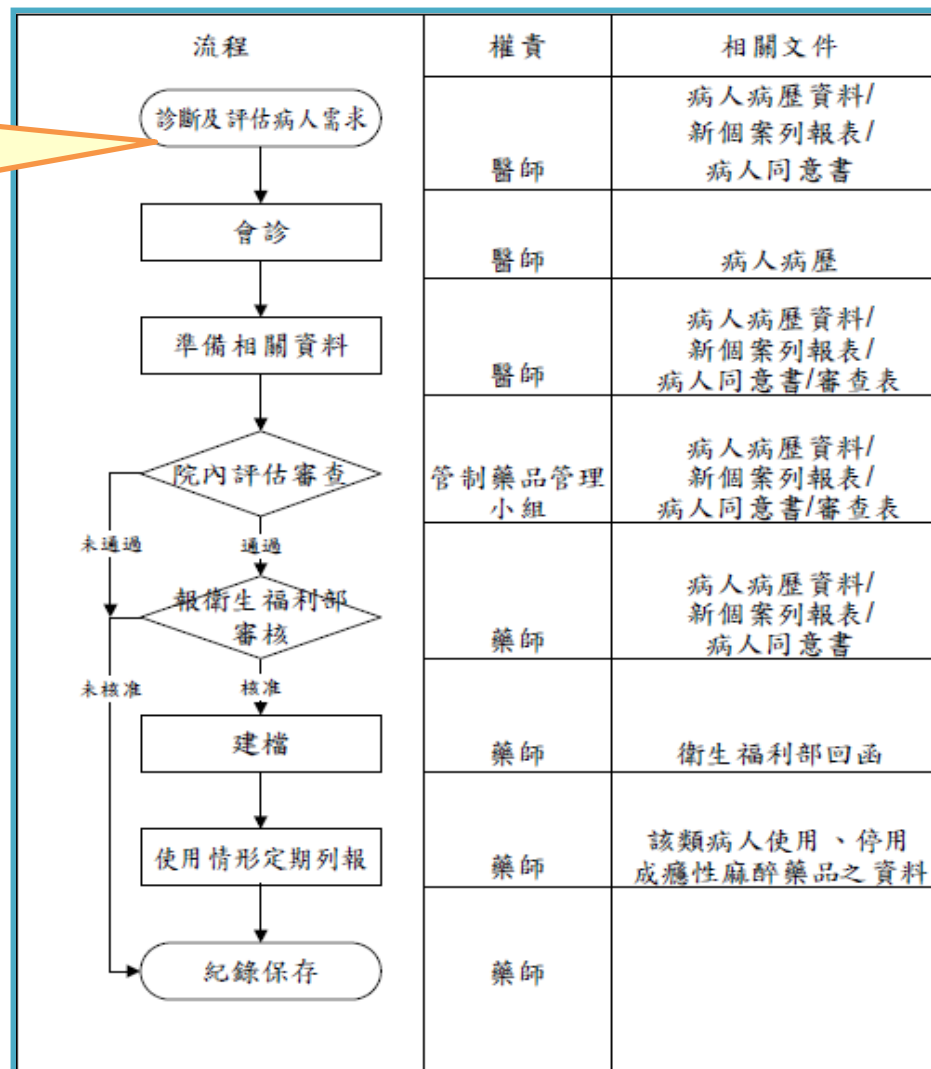 流程
權責
相關文件
診斷及評估病人需求
醫師
病人病歷資料/
新個案列報表/
病人同意書
會診
醫師
病人病歷
準備相關資料
醫師
病人病歷資料/
新個案列報表/
病人同意書/審查表
院內評估審查
管制藥品管理
小組
病人病歷資料/
新個案列報表/
病人同意書/審查表
未通過
通過
報衛生福利部
審核
藥師
病人病歷資料/
新個案列報表/
病人同意書
未核准
核准
建檔
藥師
衛生福利部回函
使用情形定期列報
藥師
該類病人使用、停用
成癮性麻醉藥品之資料
紀錄保存
藥師